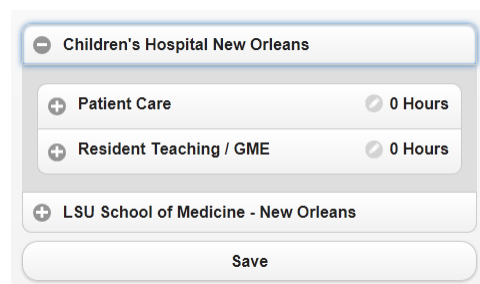 Children's Hospital New Orleans
Patient Care 0 Hours
Resident Teaching / GME 0 Hours
LSU School of Medicine - New Orleans
Save